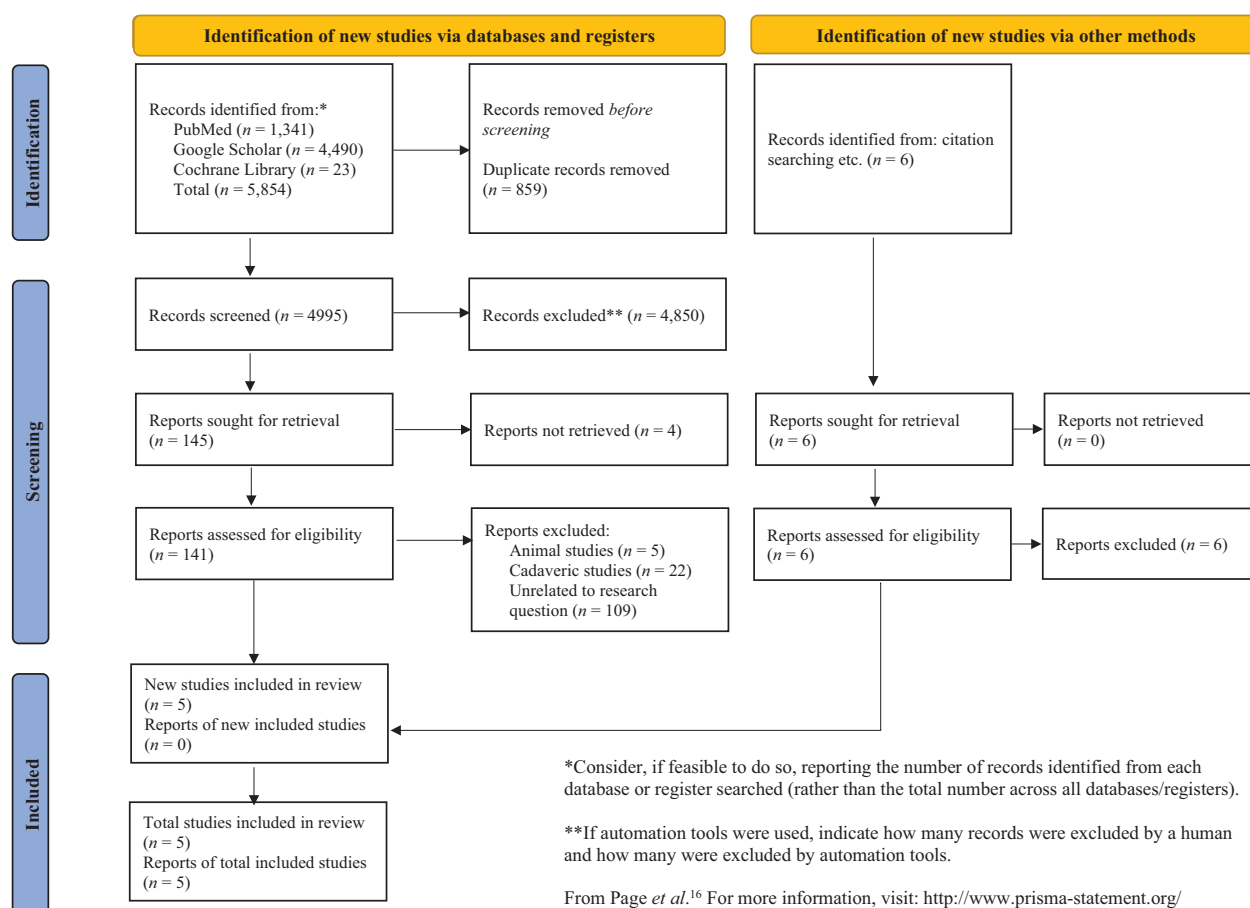 Identification of new studies via databases and registers
Identification of new studies via other methods
Identification
Records identified from:*
PubMed (n = 1,341)
Google Scholar (n = 4,490)
Cochrane Library (n = 23)
Total (n = 5,854)
Records removed before
screening
Duplicate records removed
(n = 859)
Records identified from: citation
searching etc. (n = 6)
Screening
Records screened (n = 4995)
Records excluded** (n = 4,850)
Reports sought for retrieval
(n = 145)
Reports not retrieved (n = 4)
Reports sought for retrieval
(n = 6)
Reports not retrieved
(n = 0)
Reports assessed for eligibility
(n = 141)
Reports excluded:
Animal studies (n = 5)
Cadaveric studies (n = 22)
Unrelated to research
question (n = 109)
Reports assessed for eligibility
(n = 6)
Reports excluded (n = 6)
Included
New studies included in review
(n = 5)
Reports of new included studies
(n = 0)
Total studies included in review
(n = 5)
Reports of total included studies
(n = 5)
*Consider, if feasible to do so, reporting the number of records identified from each
database or register searched (rather than the total number across all databases/registers).
**If automation tools were used, indicate how many records were excluded by a human
and how many were excluded by automation tools.
From Page et al.¹⁶ For more information, visit: http://www.prisma-statement.org/